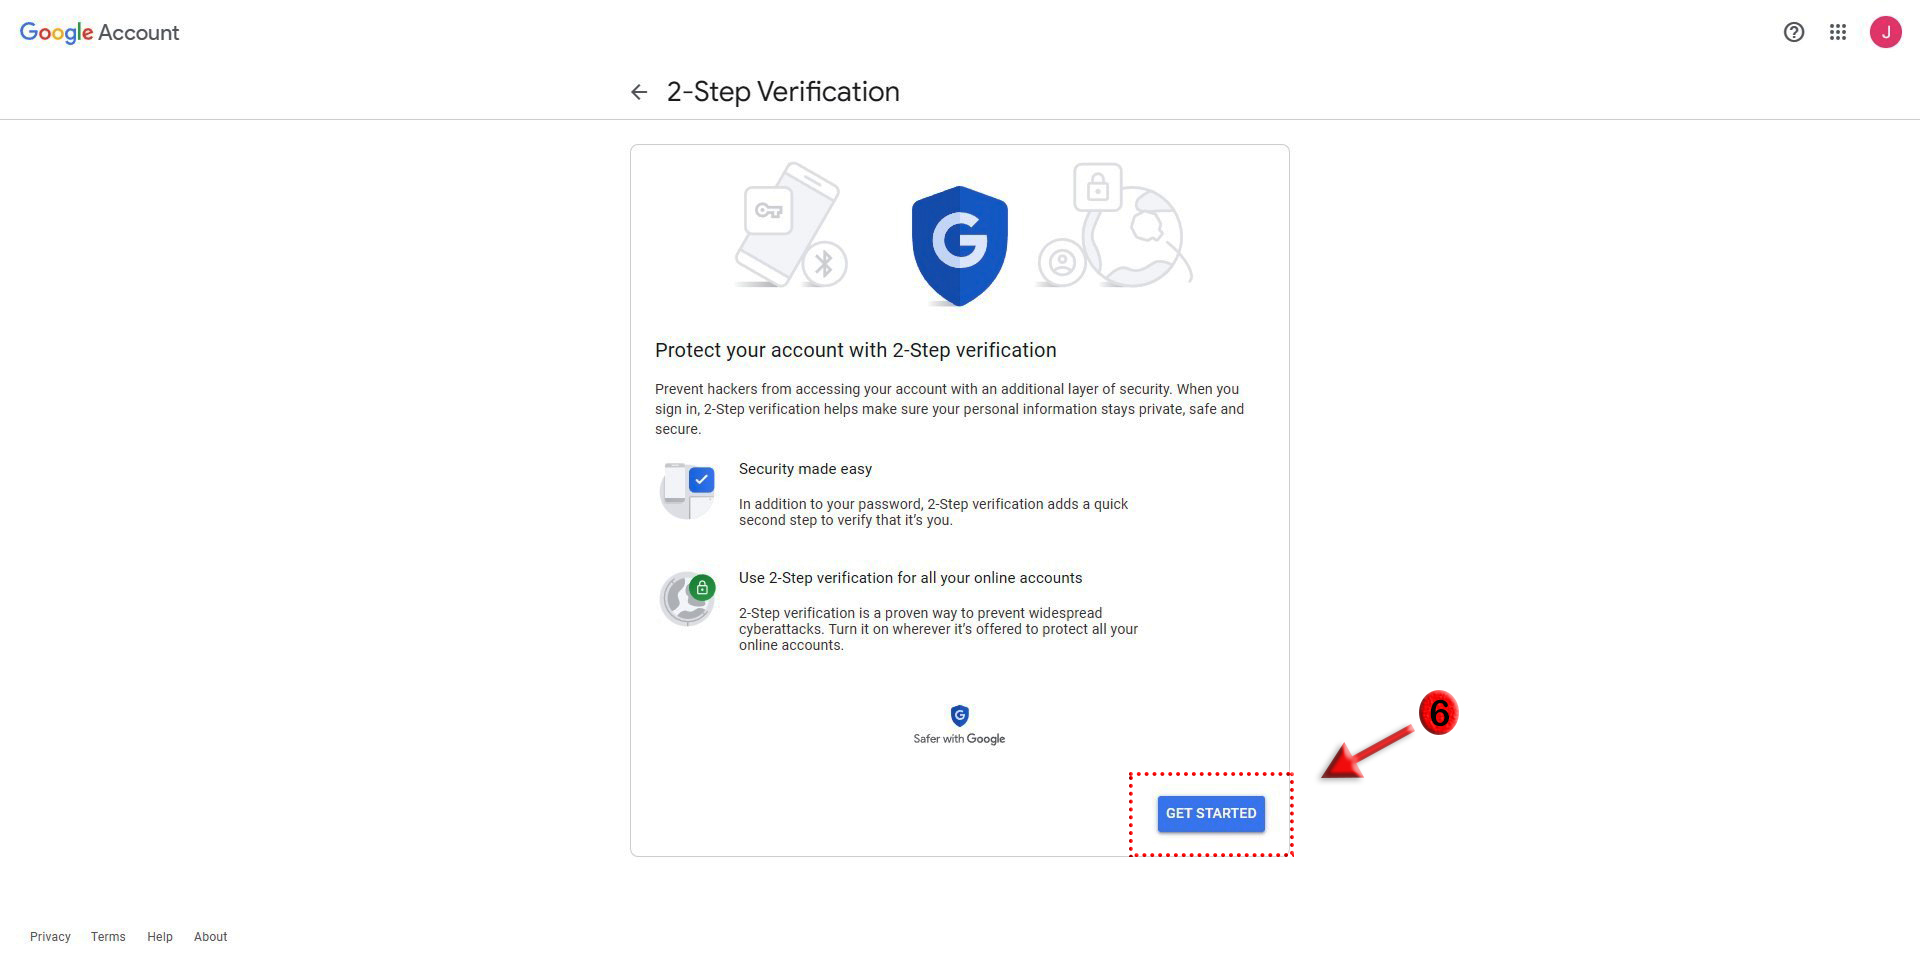 Google Account
J
2-Step Verification
G
Protect your account with 2-Step verification
Prevent hackers from accessing your account with an additional layer of security. When you
sign in, 2-Step verification helps make sure your personal information stays private, safe and
secure.
Security made easy
In addition to your password, 2-Step verification adds a quick
second step to verify that it's you.
Use 2-Step verification for all your online accounts
2-Step verification is a proven way to prevent widespread
cyberattacks. Turn it on wherever it's offered to protect all your
online accounts.
G
Safer with Google
6
GET STARTED
Privacy Terms Help About